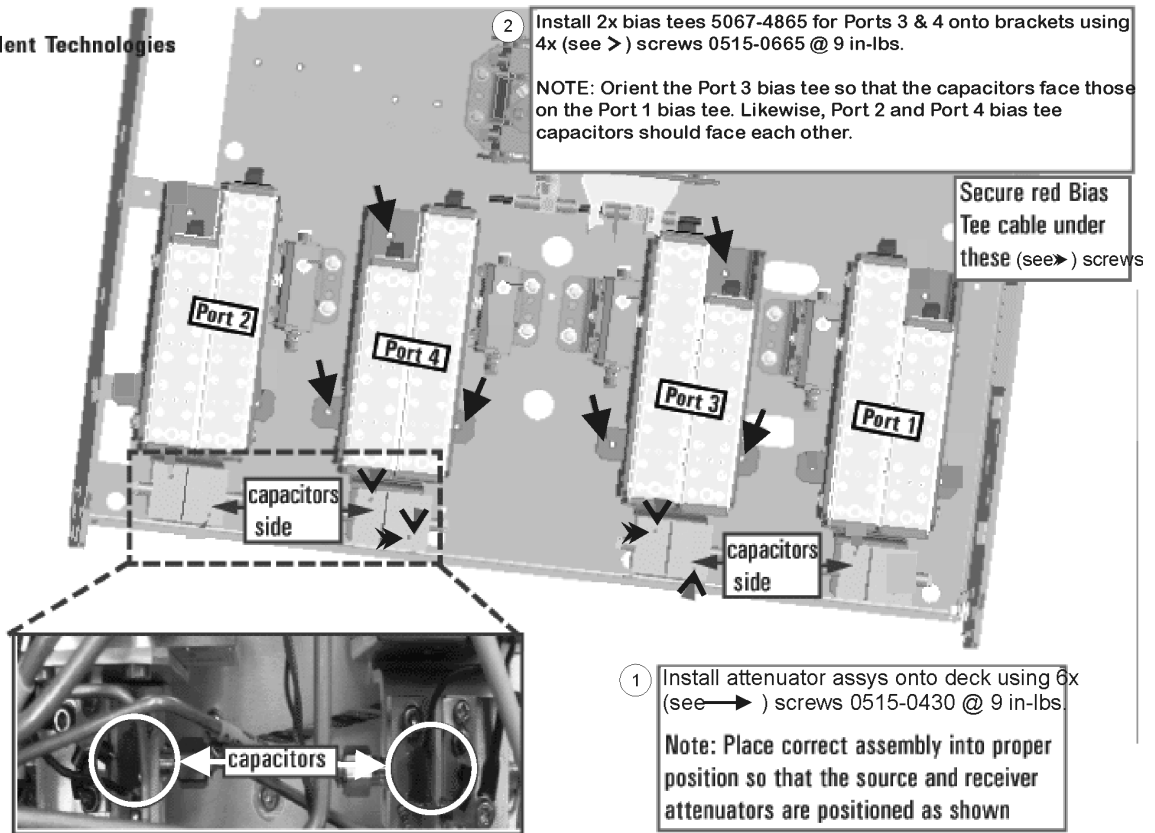 Technologies
2
Install 2x bias tees 5067-4865 for Ports 3 & 4 onto brackets using
4x (see > ) screws 0515-0665 @ 9 in-lbs.
NOTE: Orient the Port 3 bias tee so that the capacitors face those
on the Port 1 bias tee. Likewise, Port 2 and Port 4 bias tee
capacitors should face each other.
Secure red Bias
Tee cable under
these (see➤ ) screws
Port 2
Port 4
Port 3
Port 1
capacitors
side
capacitors
side
capacitors
1
Install attenuator assys onto deck using 6x
(see → ) screws 0515-0430 @ 9 in-lbs.
Note: Place correct assembly into proper
position so that the source and receiver
attenuators are positioned as shown